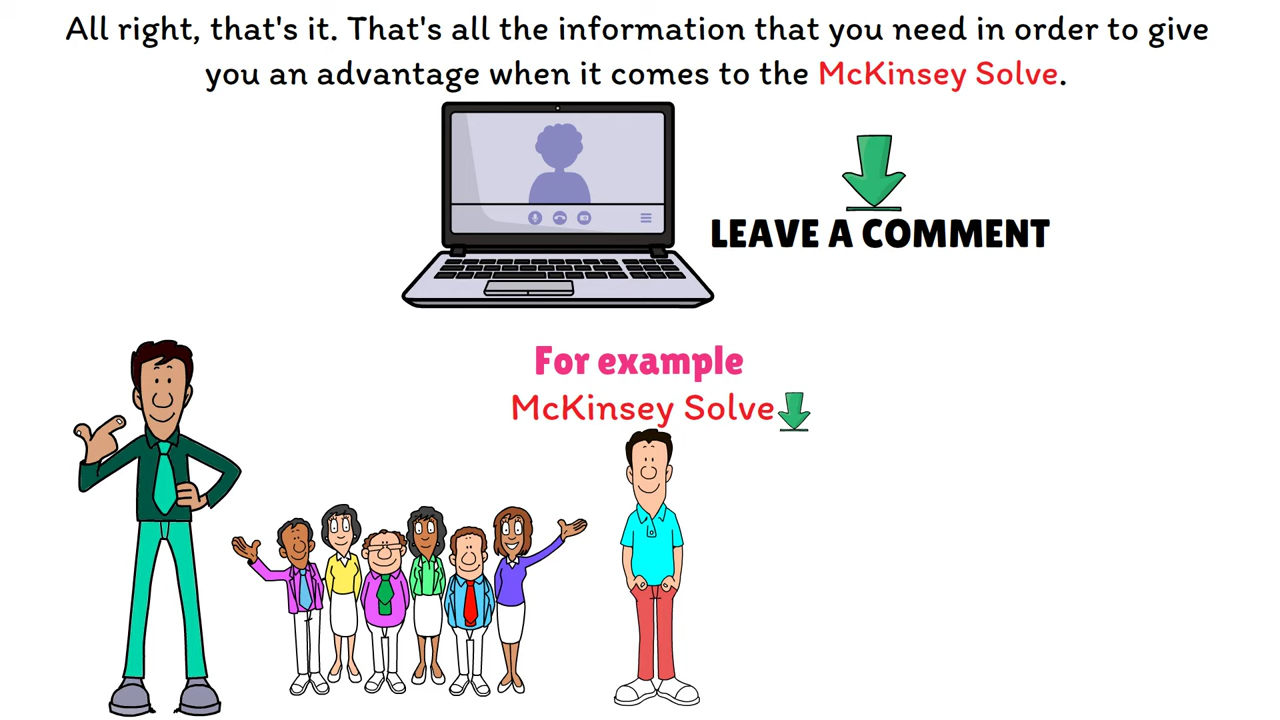 All right, that's it. That's all the information that you need in order to give
you an advantage when it comes to the McKinsey Solve.
LEAVE A COMMENT
For example
McKinsey Solve